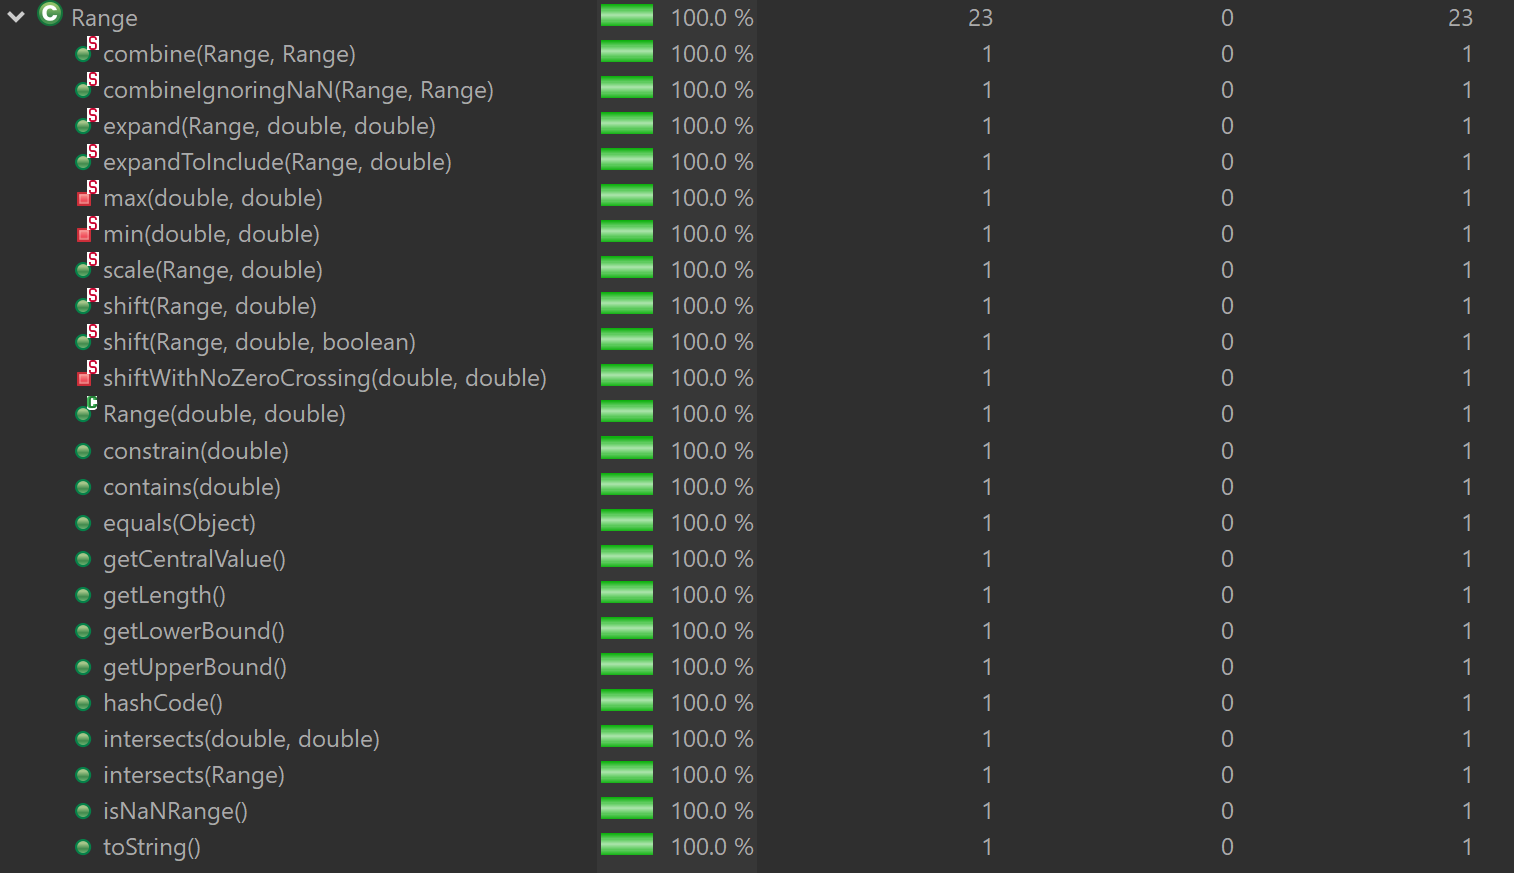 C Range 100.0 % 23 0 23
S combine(Range, Range) 100.0 % 1 0 1
S combineIgnoringNaN(Range, Range) 100.0 % 1 0 1
S expand(Range, double, double) 100.0 % 1 0 1
S expandToInclude(Range, double) 100.0 % 1 0 1
S max(double, double) 100.0 % 1 0 1
S min(double, double) 100.0 % 1 0 1
S scale(Range, double) 100.0 % 1 0 1
S shift(Range, double) 100.0 % 1 0 1
S shift(Range, double, boolean) 100.0 % 1 0 1
S shiftWithNoZeroCrossing(double, double) 100.0 % 1 0 1
C Range(double, double) 100.0 % 1 0 1
constrain(double) 100.0 % 1 0 1
contains(double) 100.0 % 1 0 1
equals(Object) 100.0 % 1 0 1
getCentralValue() 100.0 % 1 0 1
getLength() 100.0 % 1 0 1
getLowerBound() 100.0 % 1 0 1
getUpperBound() 100.0 % 1 0 1
hashCode() 100.0 % 1 0 1
intersects(double, double) 100.0 % 1 0 1
intersects(Range) 100.0 % 1 0 1
isNaNRange() 100.0 % 1 0 1
toString() 100.0 % 1 0 1